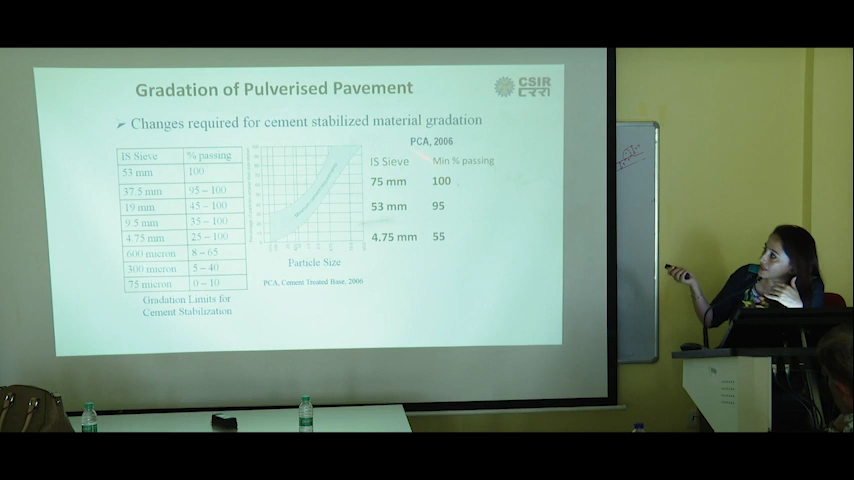 Gradation of Pulverised Pavement
CSIR
➢ Changes required for cement stabilized material gradation
PCA, 2006
IS Sieve % passing
53 mm 100
37.5 mm 95 – 100
19 mm 45 – 100
9.5 mm 35 – 100
4.75 mm 25 – 100
600 micron 8 – 65
300 micron 5 – 40
75 micron 0 – 10
Gradation Limits for
Cement Stabilization
Particle Size
PCA, Cement Treated Base, 2006
IS Sieve Min % passing
75 mm 100
53 mm 95
4.75 mm 55